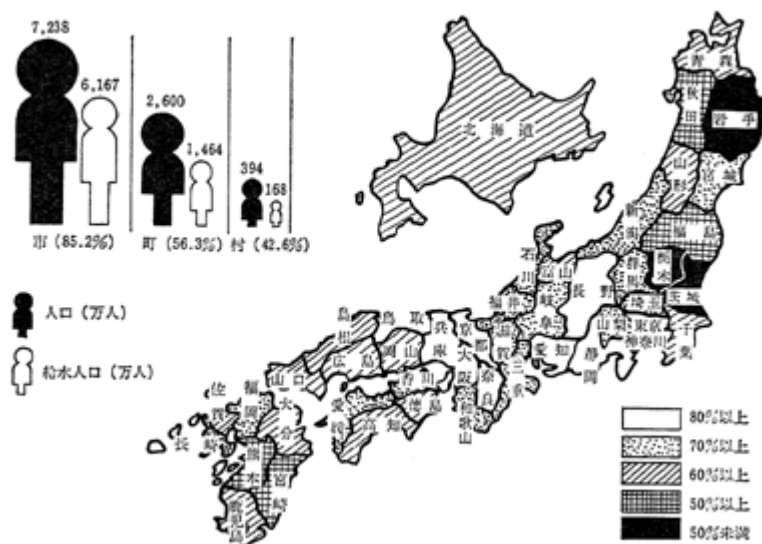 7,238
6,167
2,600
1,464
394
168
市 (85.2%)
町 (56.3%)
村 (42.6%)
人口 (万人)
給水人口 (万人)
北海道
青森
秋田
岩手
山形
宮城
新潟
福島
石川
富山
群馬
栃木
茨城
福井
岐阜
長野
埼玉
山梨
東京
神奈川
千葉
島根
鳥取
兵庫
京都
滋賀
三重
愛知
静岡
岡山
広島
山口
大阪
奈良
和歌山
香川
徳島
愛媛
高知
佐賀
福岡
大分
長崎
熊本
宮崎
鹿児島
80%以上
70%以上
60%以上
50%以上
50%未満